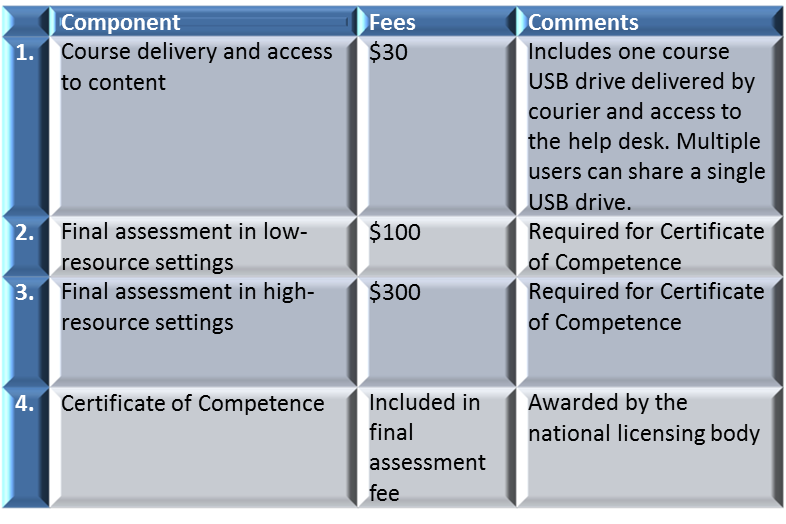 Component Fees Comments
1. Course delivery and access
to content
$30
Includes one course
USB drive delivered by
courier and access to
the help desk. Multiple
users can share a single
USB drive.
2. Final assessment in low-
resource settings
$100
Required for Certificate
of Competence
3. Final assessment in high-
resource settings
$300
Required for Certificate
of Competence
4. Certificate of Competence
Included in
final
assessment
fee
Awarded by the
national licensing body